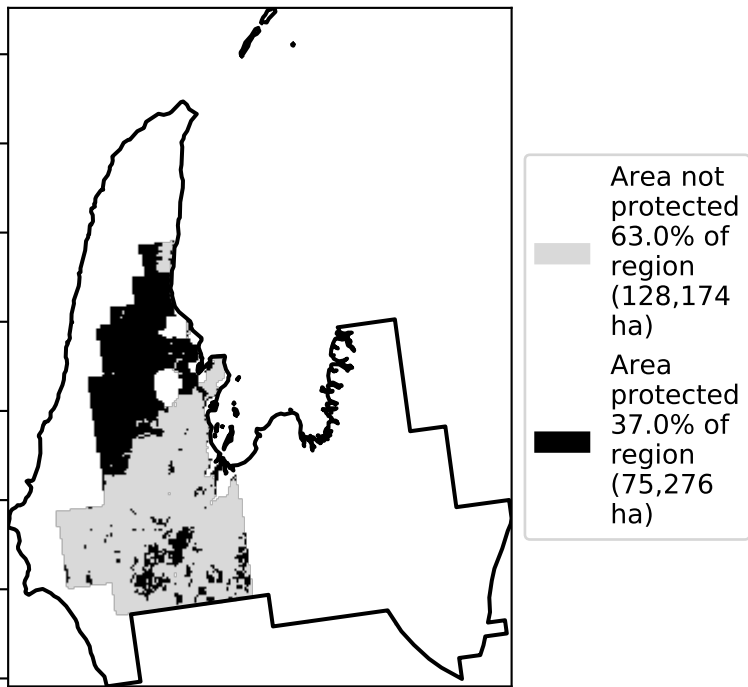 Area not
protected
63.0% of
region
(128,174
ha)
Area
protected
37.0% of
region
(75,276
ha)